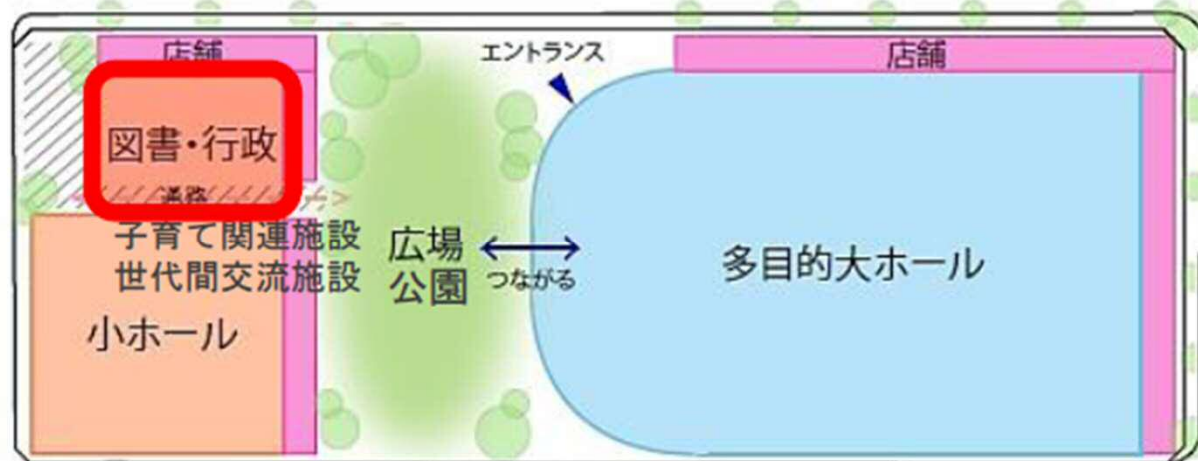 店舗
エントランス
店舗
図書・行政
通路
子育て関連施設
世代間交流施設
広場
公園
つながる
多目的大ホール
小ホール